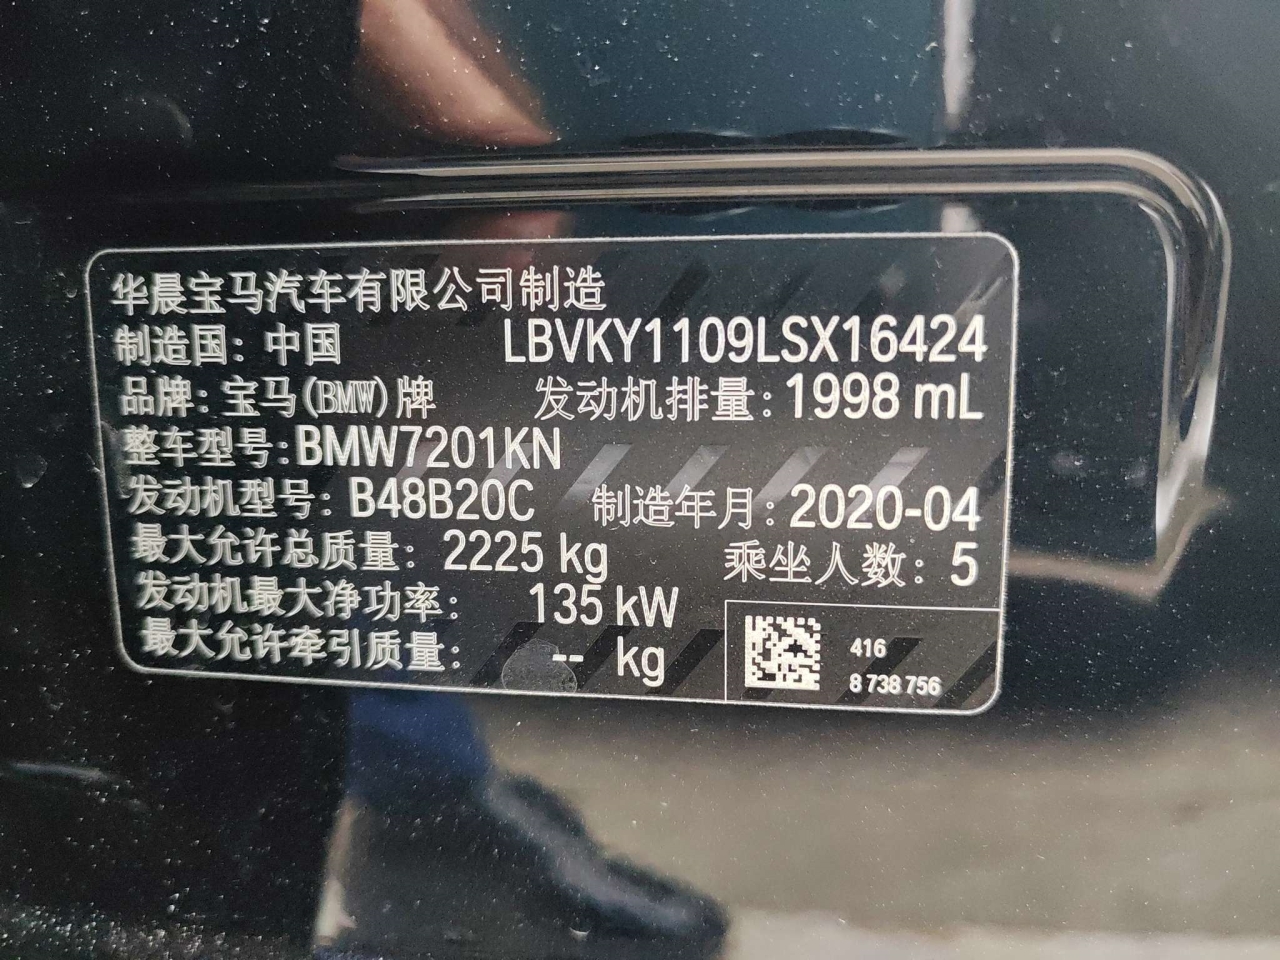 华晨宝马汽车有限公司制造
制造国: 中国 LBVKY1109LSX16424
品牌: 宝马(BMW)牌 发动机排量: 1998 mL
整车型号: BMW7201KN
发动机型号: B48B20C 制造年月: 2020-04
最大允许总质量: 2225 kg 乘坐人数: 5
发动机最大净功率: 135 kW
最大允许牵引质量: -- kg
416
8 738 756